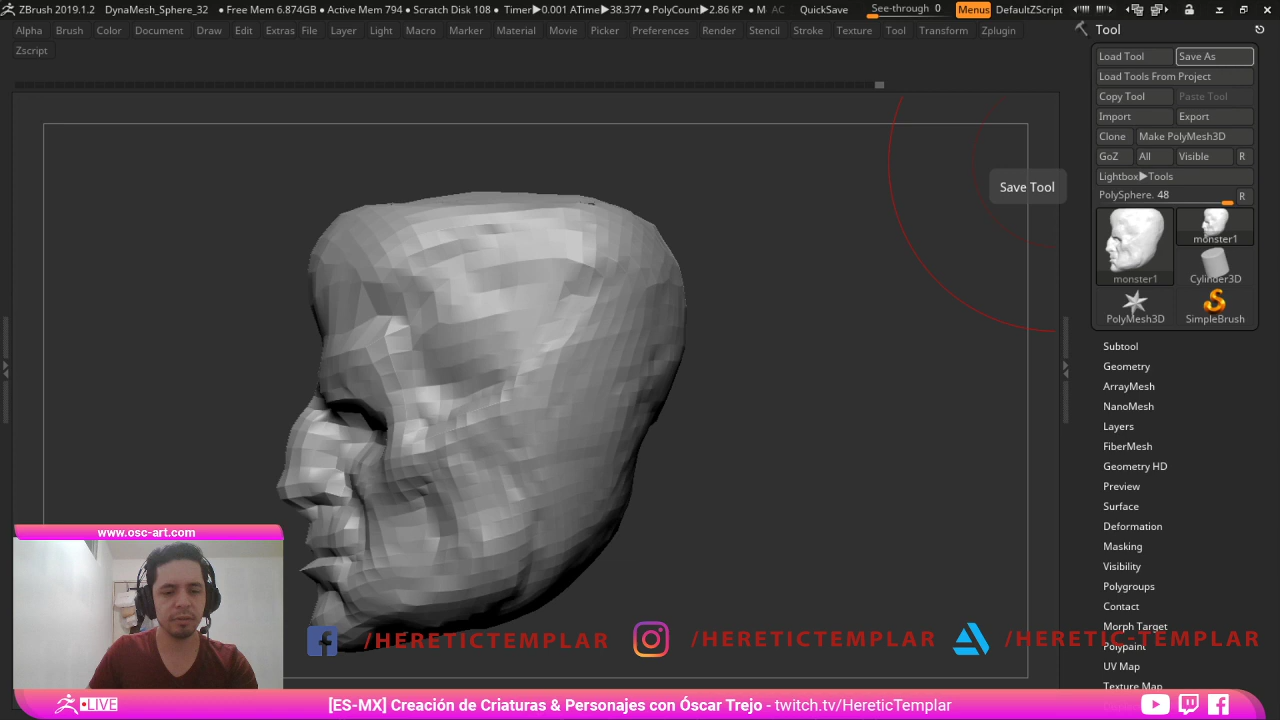 ZBrush 2019.1.2 DynaMesh_Sphere_32 • Free Mem 6.874GB • Active Mem 794 • Scratch Disk 108 • Timer▶0.001 ATime▶38.377 • PolyCount▶2.86 KP • M AC QuickSave See-through 0 Menus DefaultZScript
Alpha Brush Color Document Draw Edit Extras File Layer Light Macro Marker Material Movie Picker Preferences Render Stencil Stroke Texture Tool Transform Zplugin
Zscript
Tool
Load Tool Save As
Load Tools From Project
Copy Tool Paste Tool
Import Export
Clone Make PolyMesh3D
GoZ All Visible R
Lightbox▶Tools
PolySphere. 48 R
Save Tool
monster1
monster1 Cylinder3D
PolyMesh3D SimpleBrush
Subtool
Geometry
ArrayMesh
NanoMesh
Layers
FiberMesh
Geometry HD
Preview
Surface
Deformation
Masking
Visibility
Polygroups
Contact
Morph Target
Polypaint
UV Map
Texture Map
www.osc-art.com
/HERETICTEMPLAR /HERETICTEMPLAR /HERETIC-TEMPLAR
LIVE [ES-MX] Creación de Criaturas & Personajes con Óscar Trejo - twitch.tv/HereticTemplar